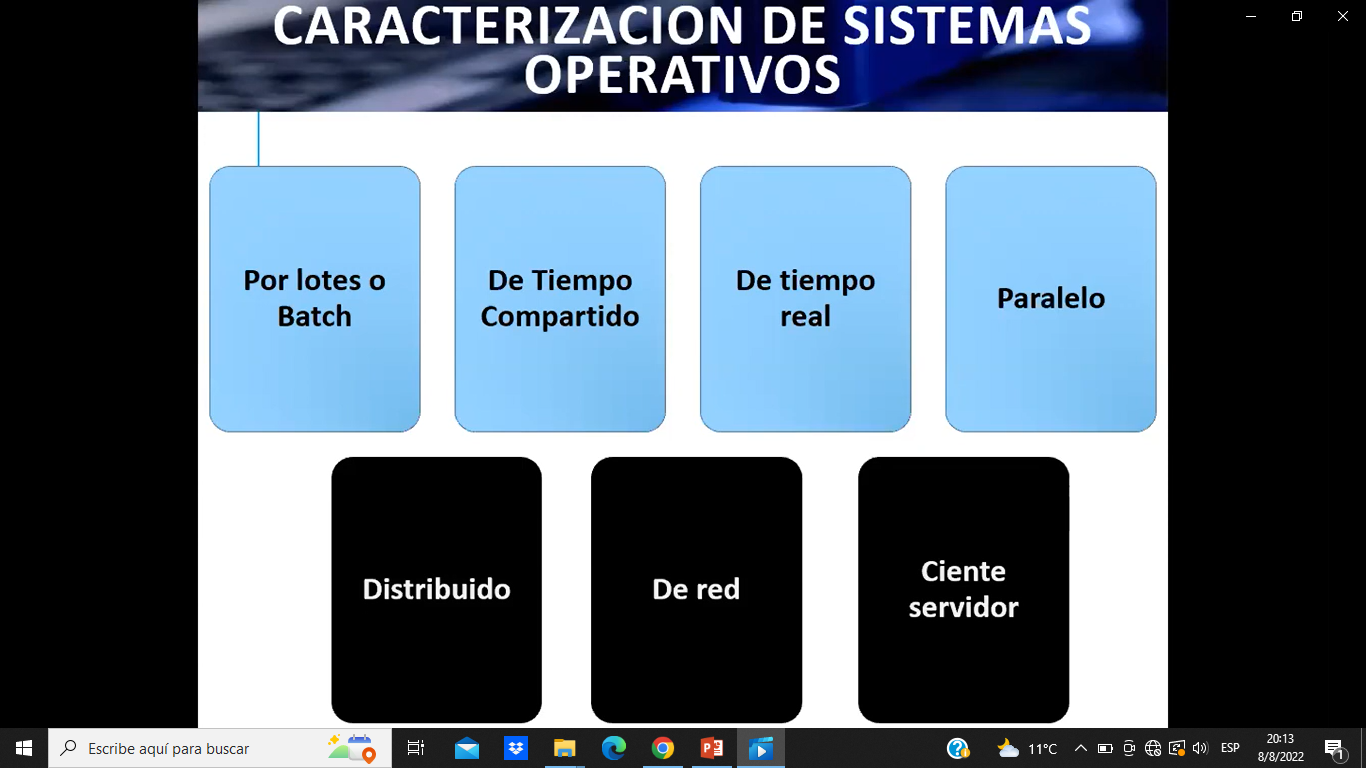 CARACTERIZACION DE SISTEMAS
OPERATIVOS
Por lotes o
Batch
De Tiempo
Compartido
De tiempo
real
Paralelo
Distribuido
De red
Ciente
servidor
Escribe aquí para buscar
11°C
ESP
20:13
8/8/2022
1